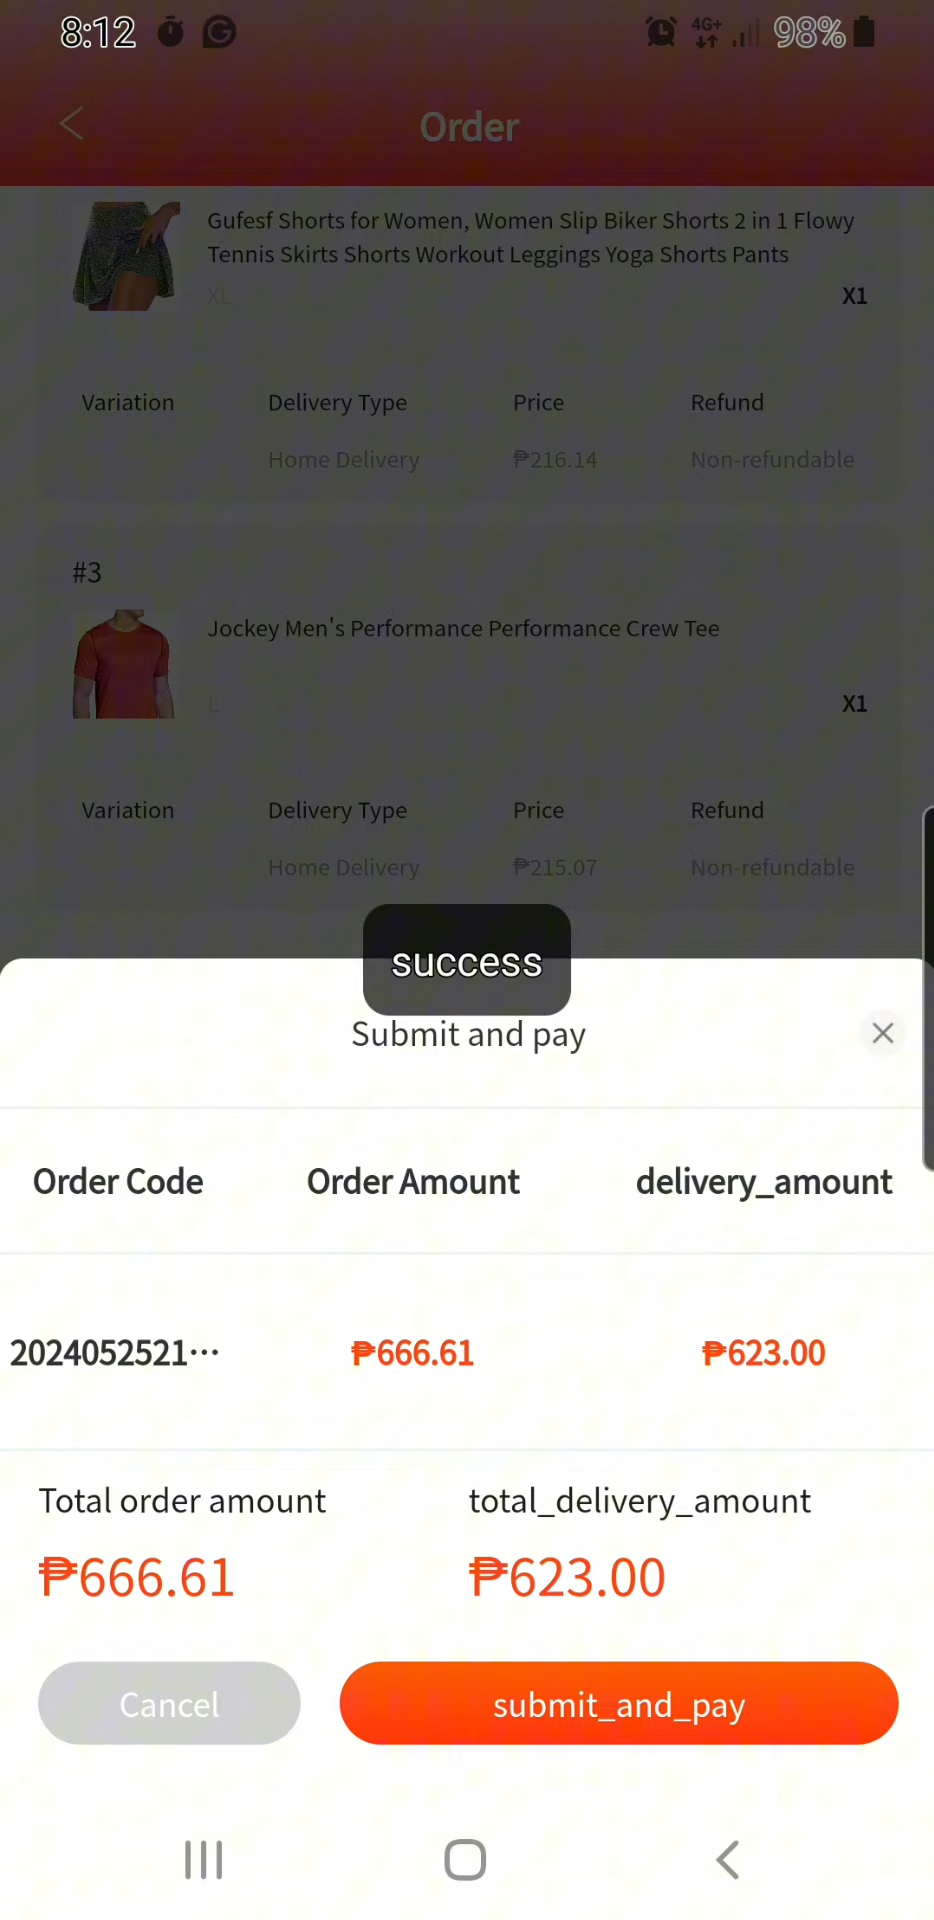 8:12
4G+
98%
Order
Gufesf Shorts for Women, Women Slip Biker Shorts 2 in 1 Flowy
Tennis Skirts Shorts Workout Leggings Yoga Shorts Pants
XL
X1
Variation Delivery Type Price Refund
Home Delivery ₱216.14 Non-refundable
#3
Jockey Men's Performance Performance Crew Tee
L
X1
Variation Delivery Type Price Refund
Home Delivery ₱215.07 Non-refundable
success
Submit and pay
Order Code Order Amount delivery_amount
2024052521··· ₱666.61 ₱623.00
Total order amount total_delivery_amount
₱666.61 ₱623.00
Cancel submit_and_pay